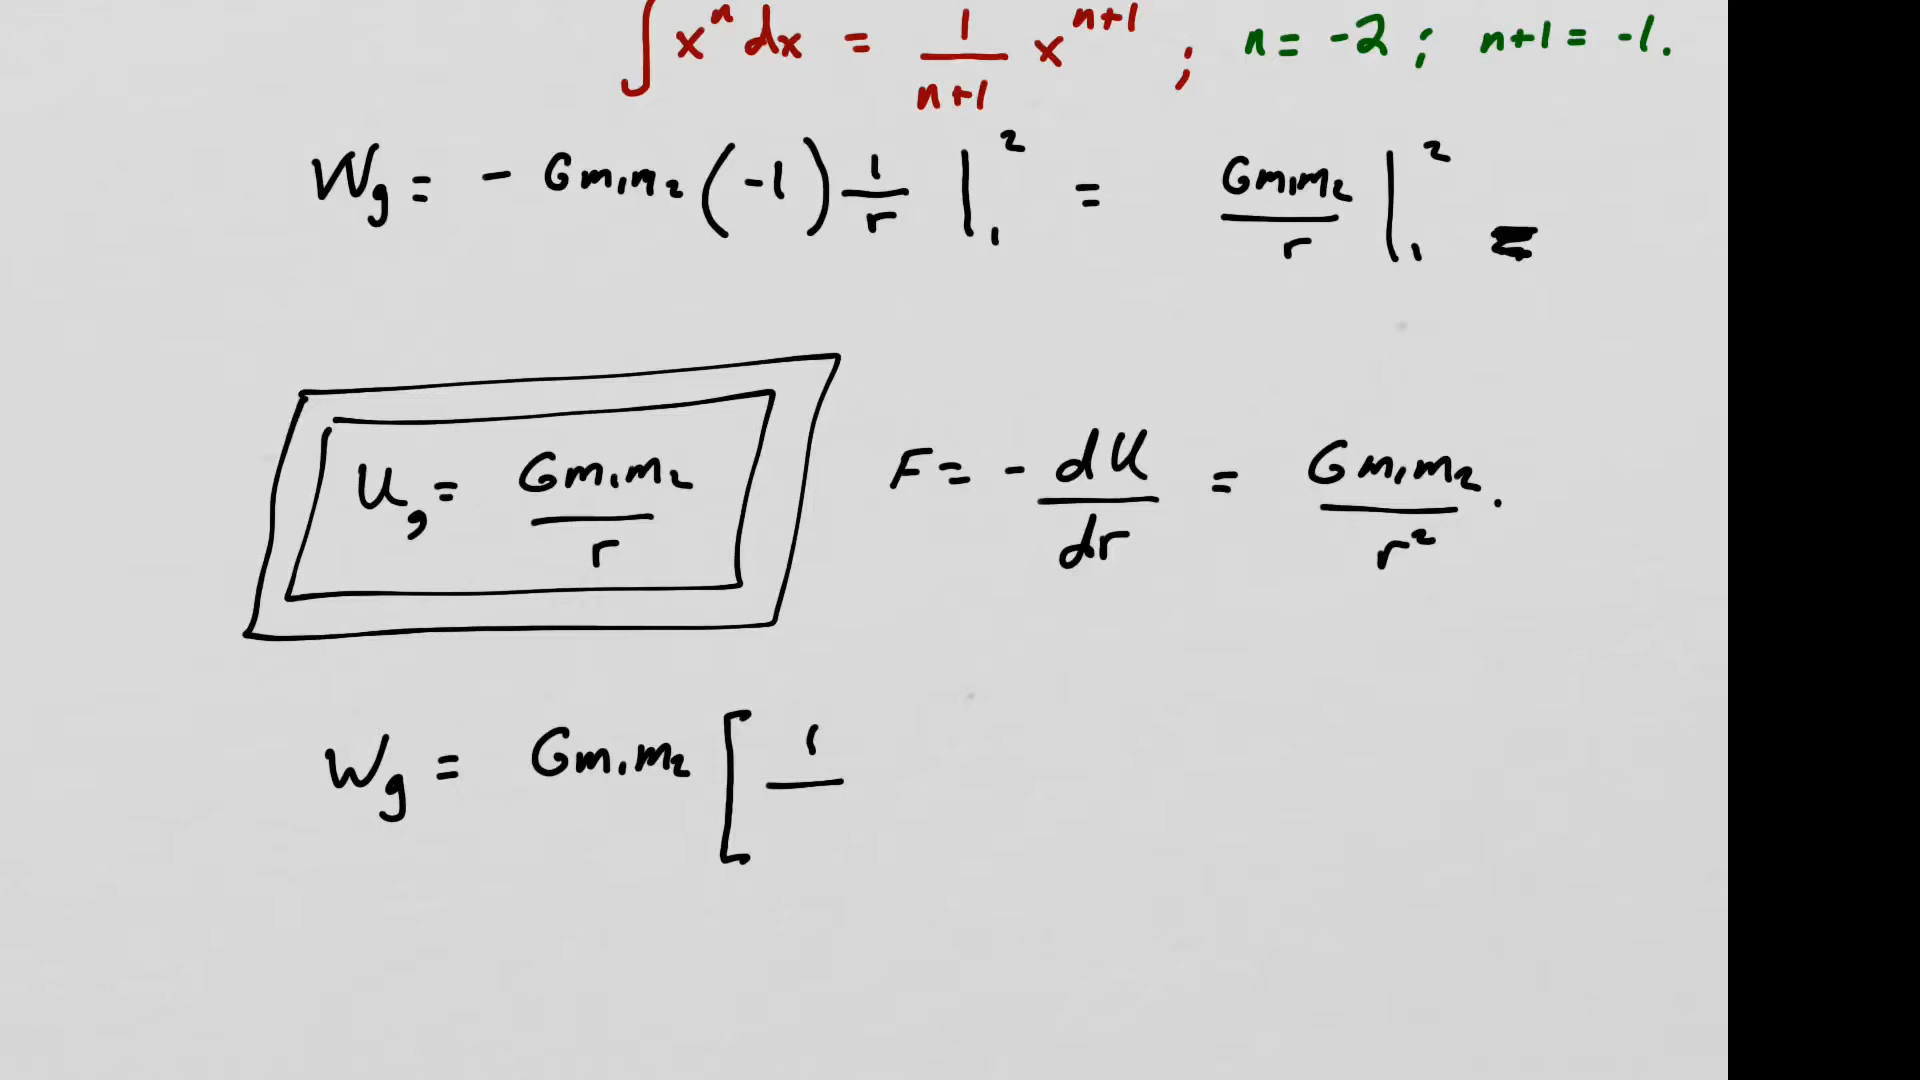 ∫ xⁿ dx = 1/(n+1) xⁿ⁺¹ ; n = -2 ; n+1 = -1.
W_g = - Gm₁m₂ (-1) 1/r |₁² = Gm₁m₂/r |₁² =
U_g = Gm₁m₂/r F = - dU/dr = Gm₁m₂/r².
W_g = Gm₁m₂ [ 1/